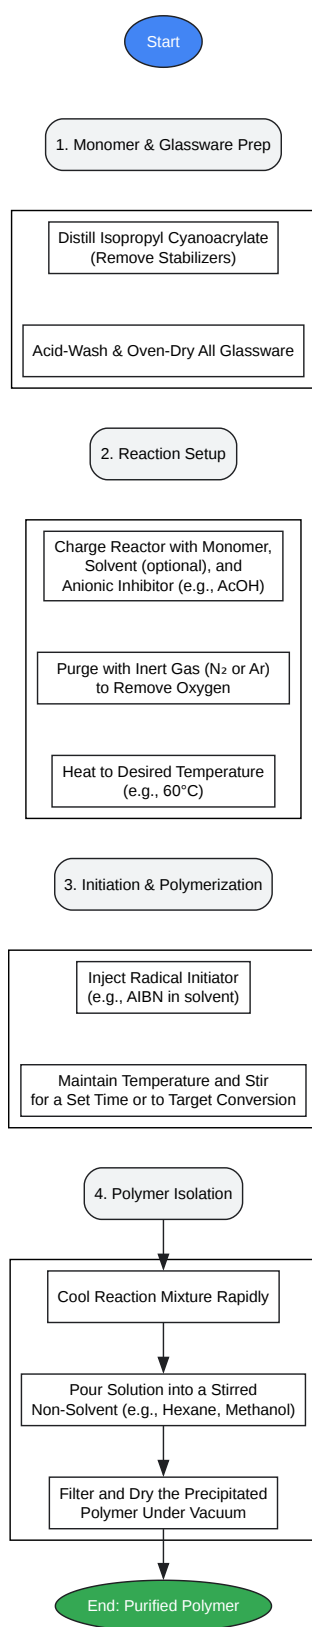 Start
1. Monomer & Glassware Prep
Distill Isopropyl Cyanoacrylate
(Remove Stabilizers)
Acid-Wash & Oven-Dry All Glassware
2. Reaction Setup
Charge Reactor with Monomer,
Solvent (optional), and
Anionic Inhibitor (e.g., AcOH)
Purge with Inert Gas (N₂ or Ar)
to Remove Oxygen
Heat to Desired Temperature
(e.g., 60°C)
3. Initiation & Polymerization
Inject Radical Initiator
(e.g., AIBN in solvent)
Maintain Temperature and Stir
for a Set Time or to Target Conversion
4. Polymer Isolation
Cool Reaction Mixture Rapidly
Pour Solution into a Stirred
Non-Solvent (e.g., Hexane, Methanol)
Filter and Dry the Precipitated
Polymer Under Vacuum
End: Purified Polymer